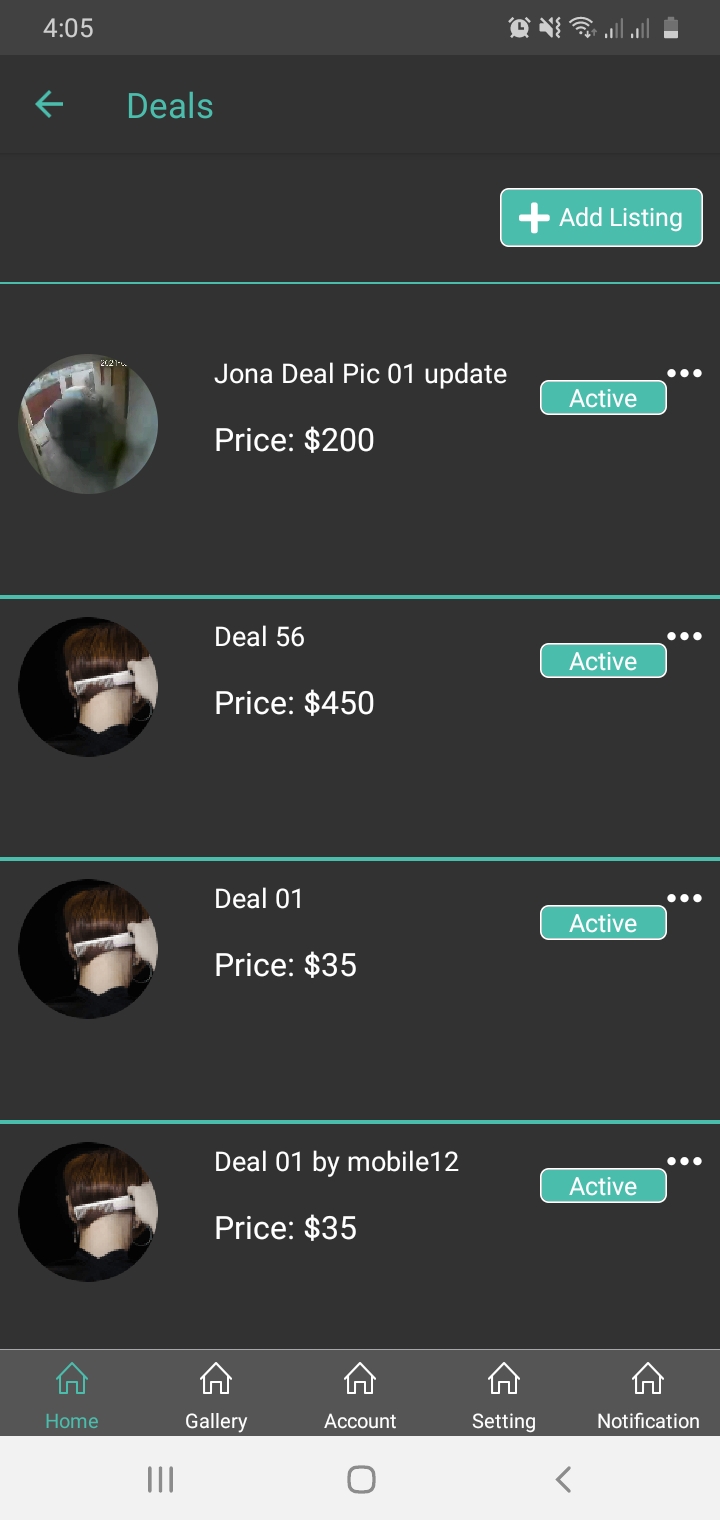 4:05
Deals
Add Listing
Jona Deal Pic 01 update
Active
Price: $200
Deal 56
Active
Price: $450
Deal 01
Active
Price: $35
Deal 01 by mobile12
Active
Price: $35
Home Gallery Account Setting Notification